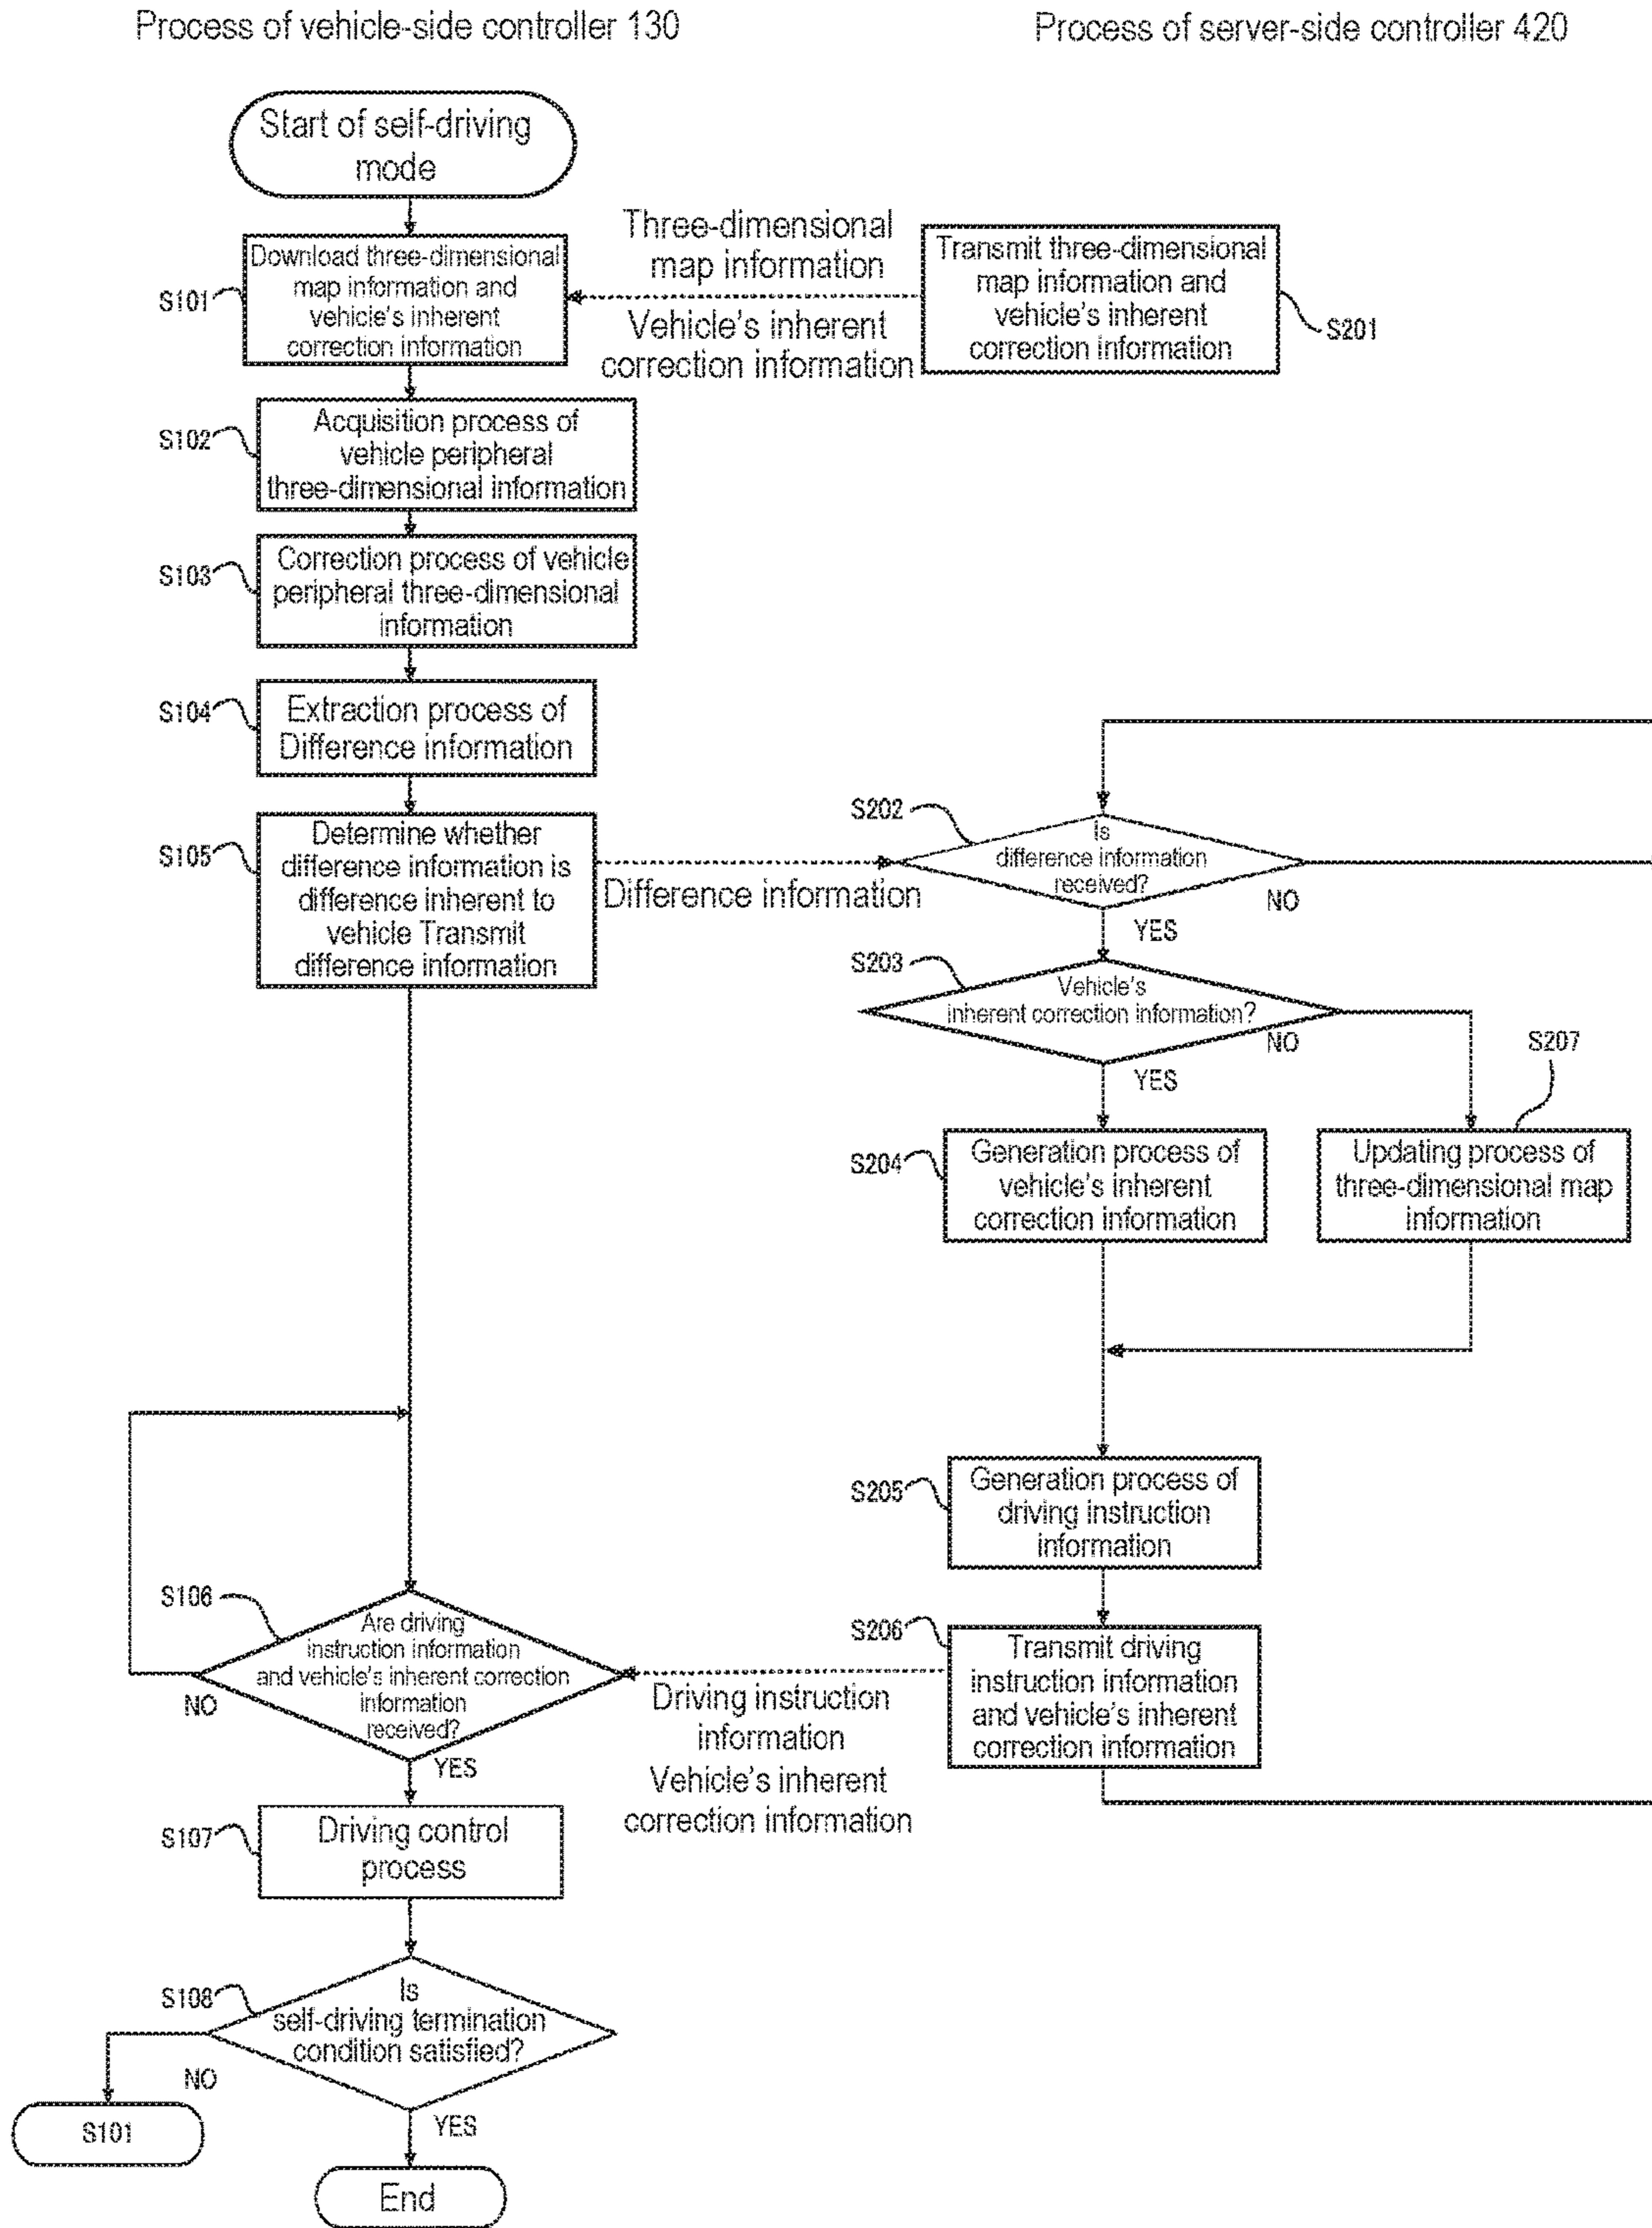 Process of vehicle-side controller 130
Process of server-side controller 420
Start of self-driving
mode
S101
Download three-dimensional
map information and
vehicle's inherent
correction information
Three-dimensional
map information
Vehicle's inherent
correction information
Transmit three-dimensional
map information and
vehicle's inherent
correction information
S201
S102
Acquisition process of
vehicle peripheral
three-dimensional information
S103
Correction process of vehicle
peripheral three-dimensional
information
S104
Extraction process of
Difference information
S105
Determine whether
difference information is
difference inherent to
vehicle Transmit
difference information
Difference information
S202
Is
difference information
received?
NO
YES
S203
Vehicle's
inherent correction information?
NO
YES
S207
S204
Generation process of
vehicle's inherent
correction information
Updating process of
three-dimensional map
information
S205
Generation process of
driving instruction
information
S106
Are driving
instruction information
and vehicle's inherent correction
information
received?
NO
YES
Driving instruction
information
Vehicle's inherent
correction information
S206
Transmit driving
instruction information
and vehicle's inherent
correction information
S107
Driving control
process
S108
Is
self-driving termination
condition satisfied?
NO
YES
S101
End